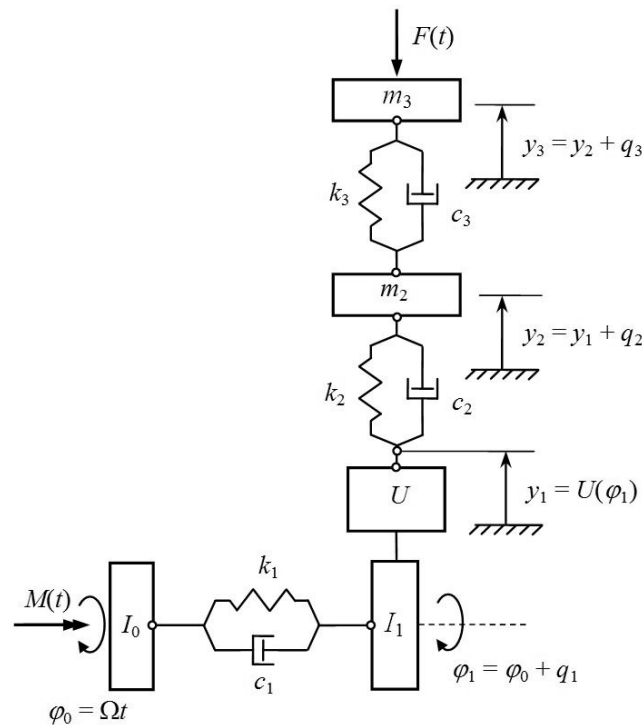 F(t)
m₃
y₃ = y₂ + q₃
k₃
c₃
m₂
y₂ = y₁ + q₂
k₂
c₂
U
y₁ = U(φ₁)
k₁
M(t)
I₀
I₁
c₁
φ₁ = φ₀ + q₁
φ₀ = Ωt